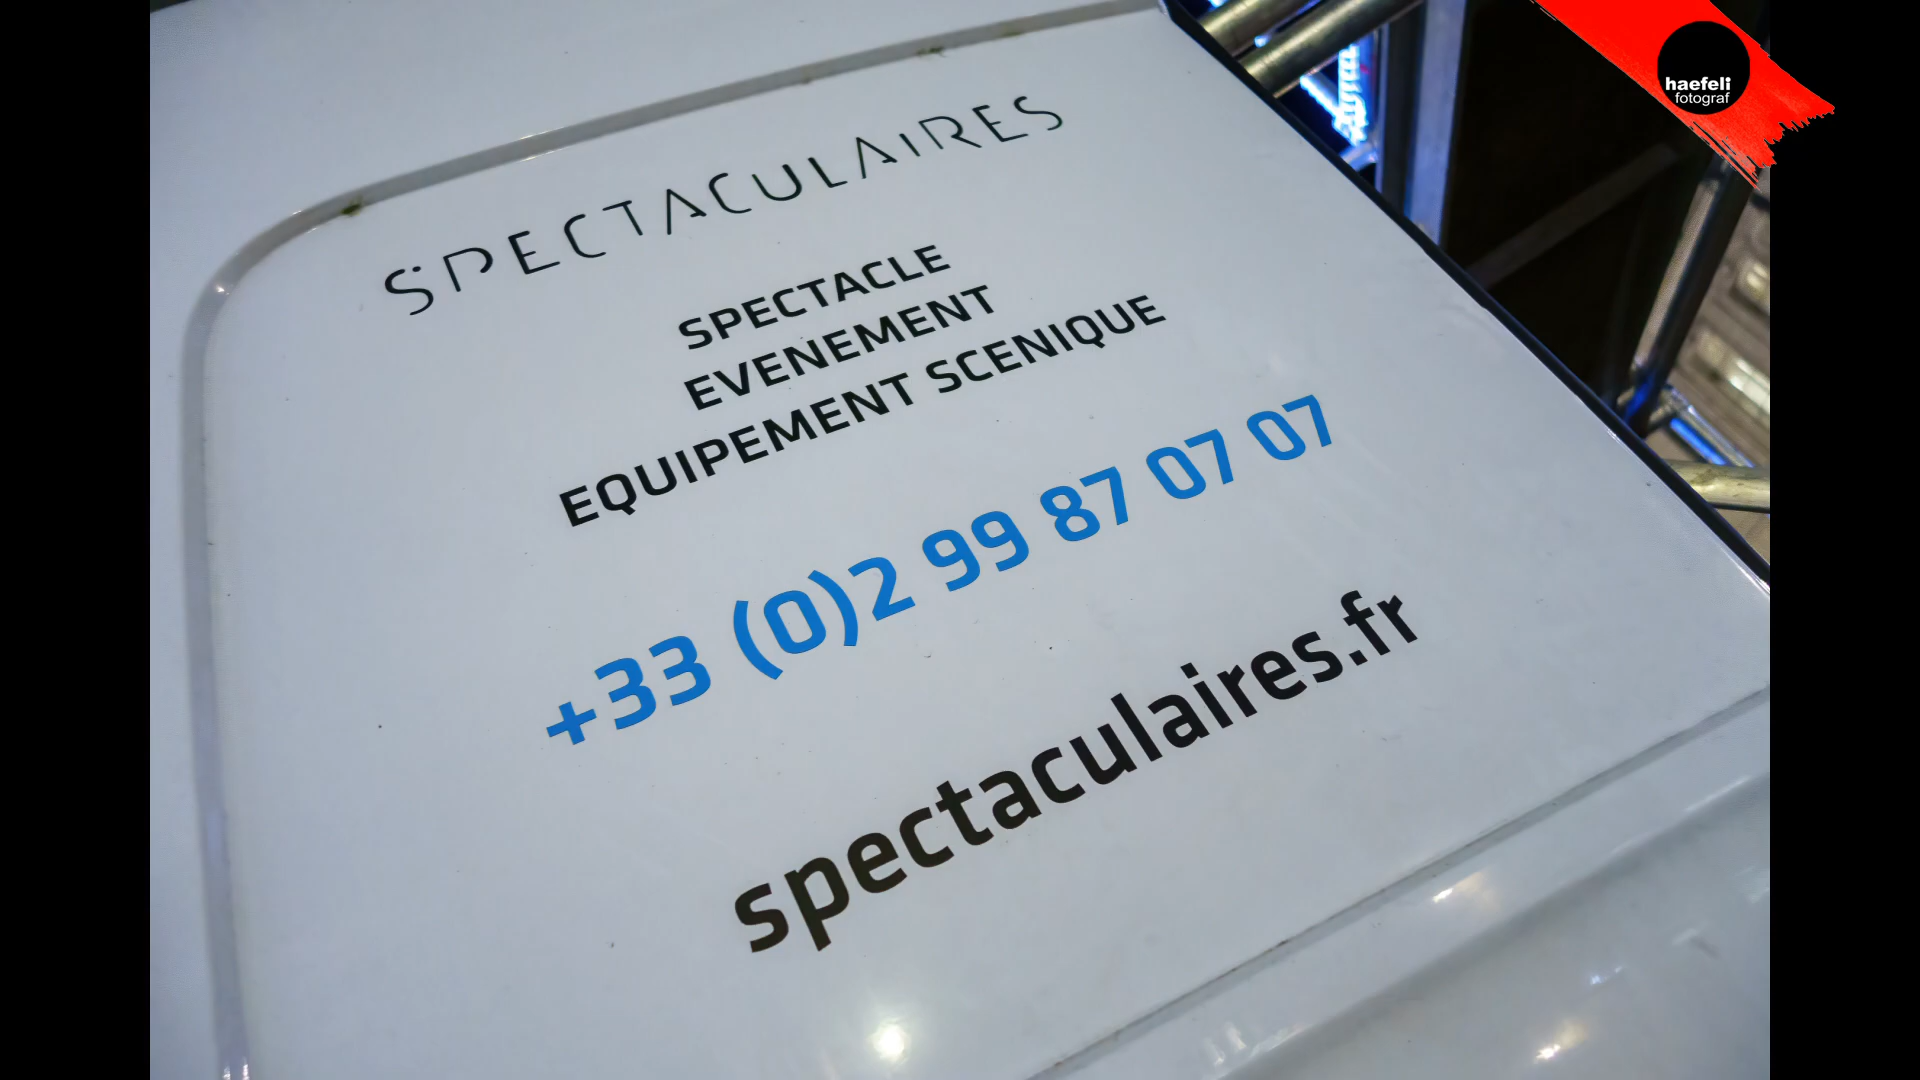 SPECTACULAIRES
SPECTACLE
EVENEMENT
EQUIPEMENT SCENIQUE
+33 (0)2 99 87 07 07
spectaculaires.fr
haefeli
fotograf